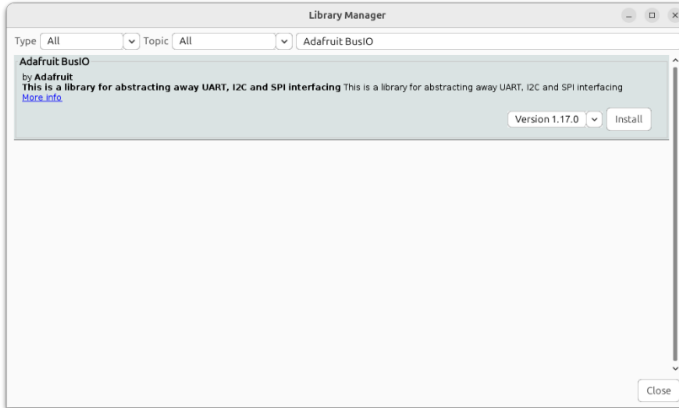 Library Manager
Type All Topic All Adafruit BusIO
Adafruit BusIO
by Adafruit
This is a library for abstracting away UART, I2C and SPI interfacing This is a library for abstracting away UART, I2C and SPI interfacing
More info
Version 1.17.0 Install
Close